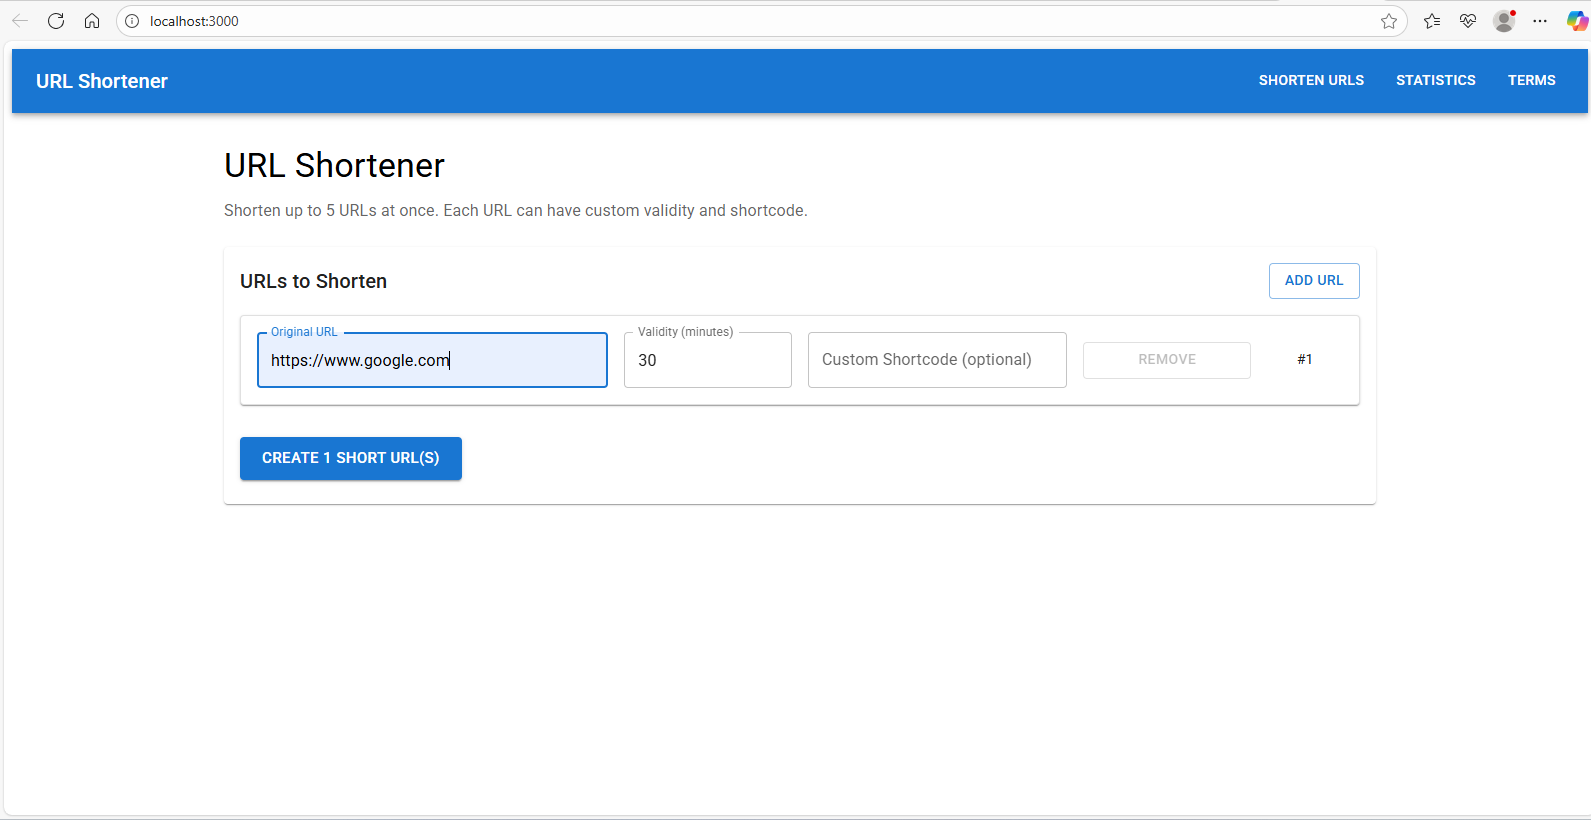 localhost:3000
URL Shortener
SHORTEN URLS STATISTICS TERMS
URL Shortener
Shorten up to 5 URLs at once. Each URL can have custom validity and shortcode.
URLs to Shorten
ADD URL
Original URL
https://www.google.com
Validity (minutes)
30
Custom Shortcode (optional)
REMOVE
#1
CREATE 1 SHORT URL(S)